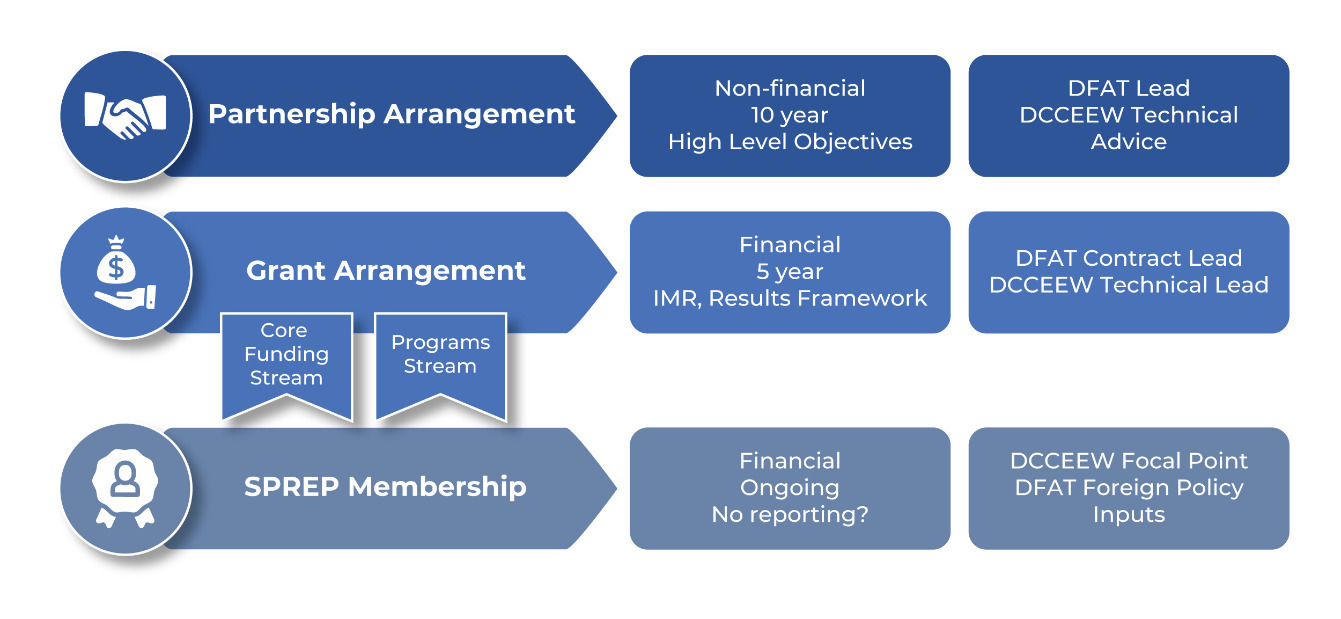 Partnership Arrangement
Non-financial
10 year
High Level Objectives
DFAT Lead
DCCEEW Technical
Advice
$
Grant Arrangement
Financial
5 year
IMR, Results Framework
DFAT Contract Lead
DCCEEW Technical Lead
Core
Funding
Stream
Programs
Stream
SPREP Membership
Financial
Ongoing
No reporting?
DCCEEW Focal Point
DFAT Foreign Policy
Inputs